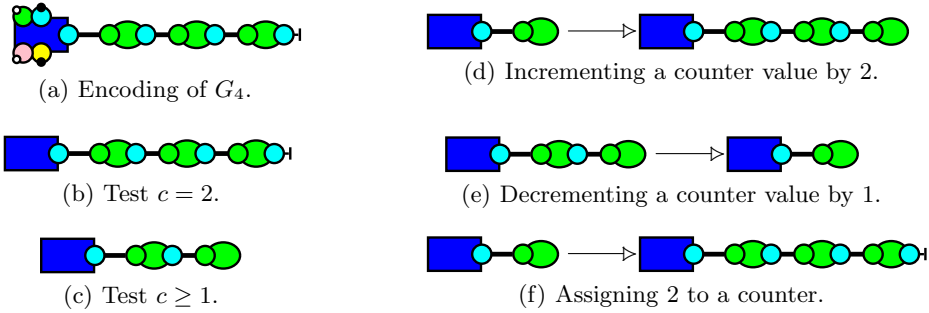 (a) Encoding of G₄.
(b) Test c = 2.
(c) Test c ≥ 1.
(d) Incrementing a counter value by 2.
(e) Decrementing a counter value by 1.
(f) Assigning 2 to a counter.